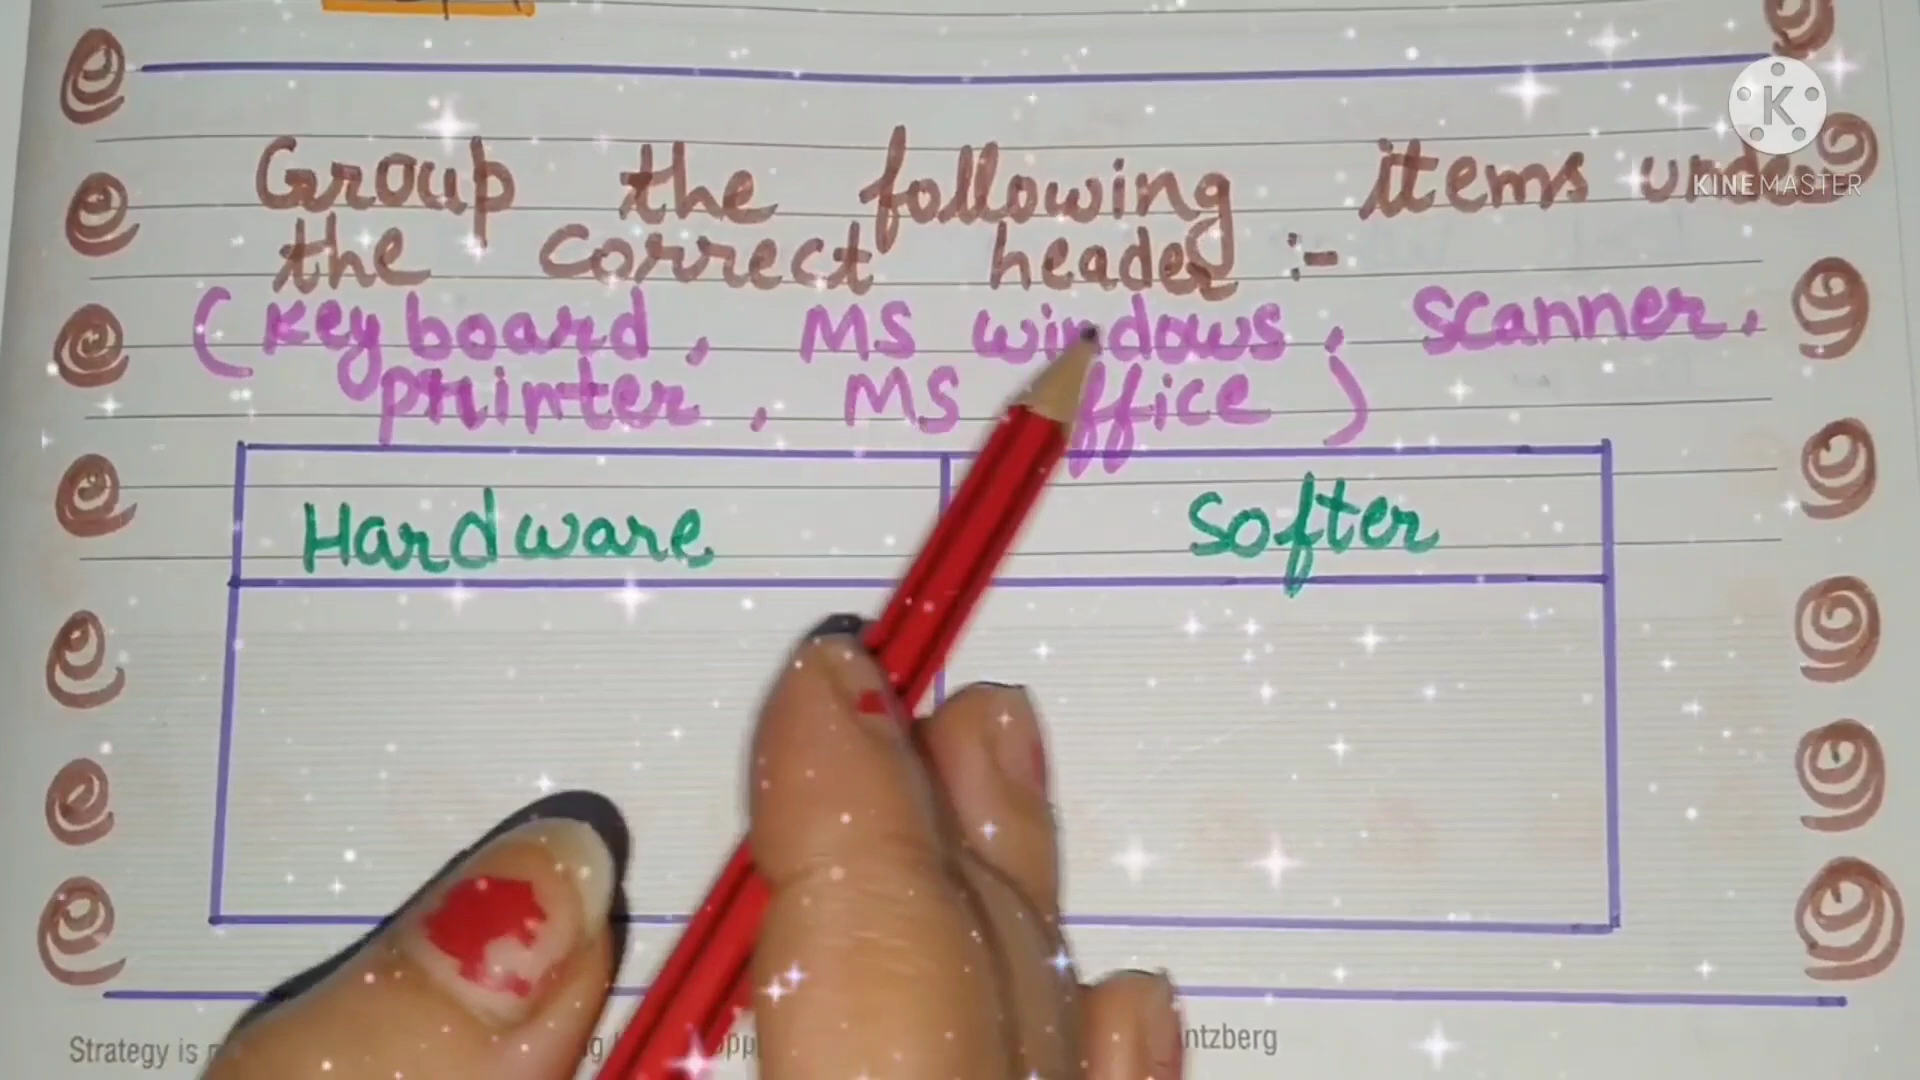 Group the following items under
the correct header :-
(keyboard, MS windows, scanner,
printer, MS office)
Hardware
Softer
Strategy is
ntzberg
KINEMASTER